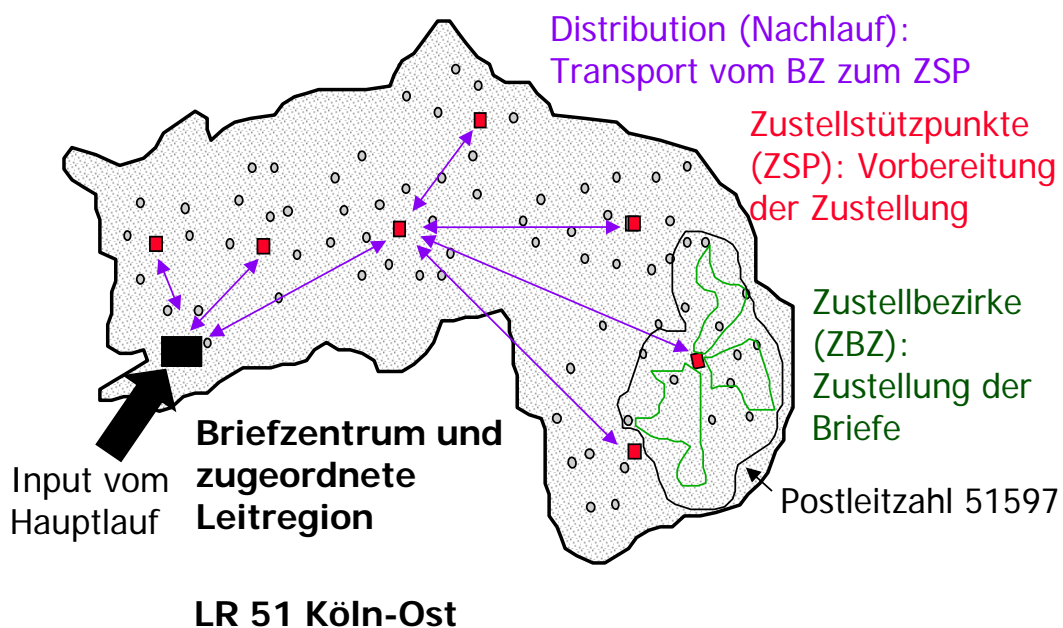 Distribution (Nachlauf):
Transport vom BZ zum ZSP
Zustellstützpunkte
(ZSP): Vorbereitung
der Zustellung
Zustellbezirke
(ZBZ):
Zustellung der
Briefe
Briefzentrum und
zugeordnete
Leitregion
Input vom
Hauptlauf
Postleitzahl 51597
LR 51 Köln-Ost